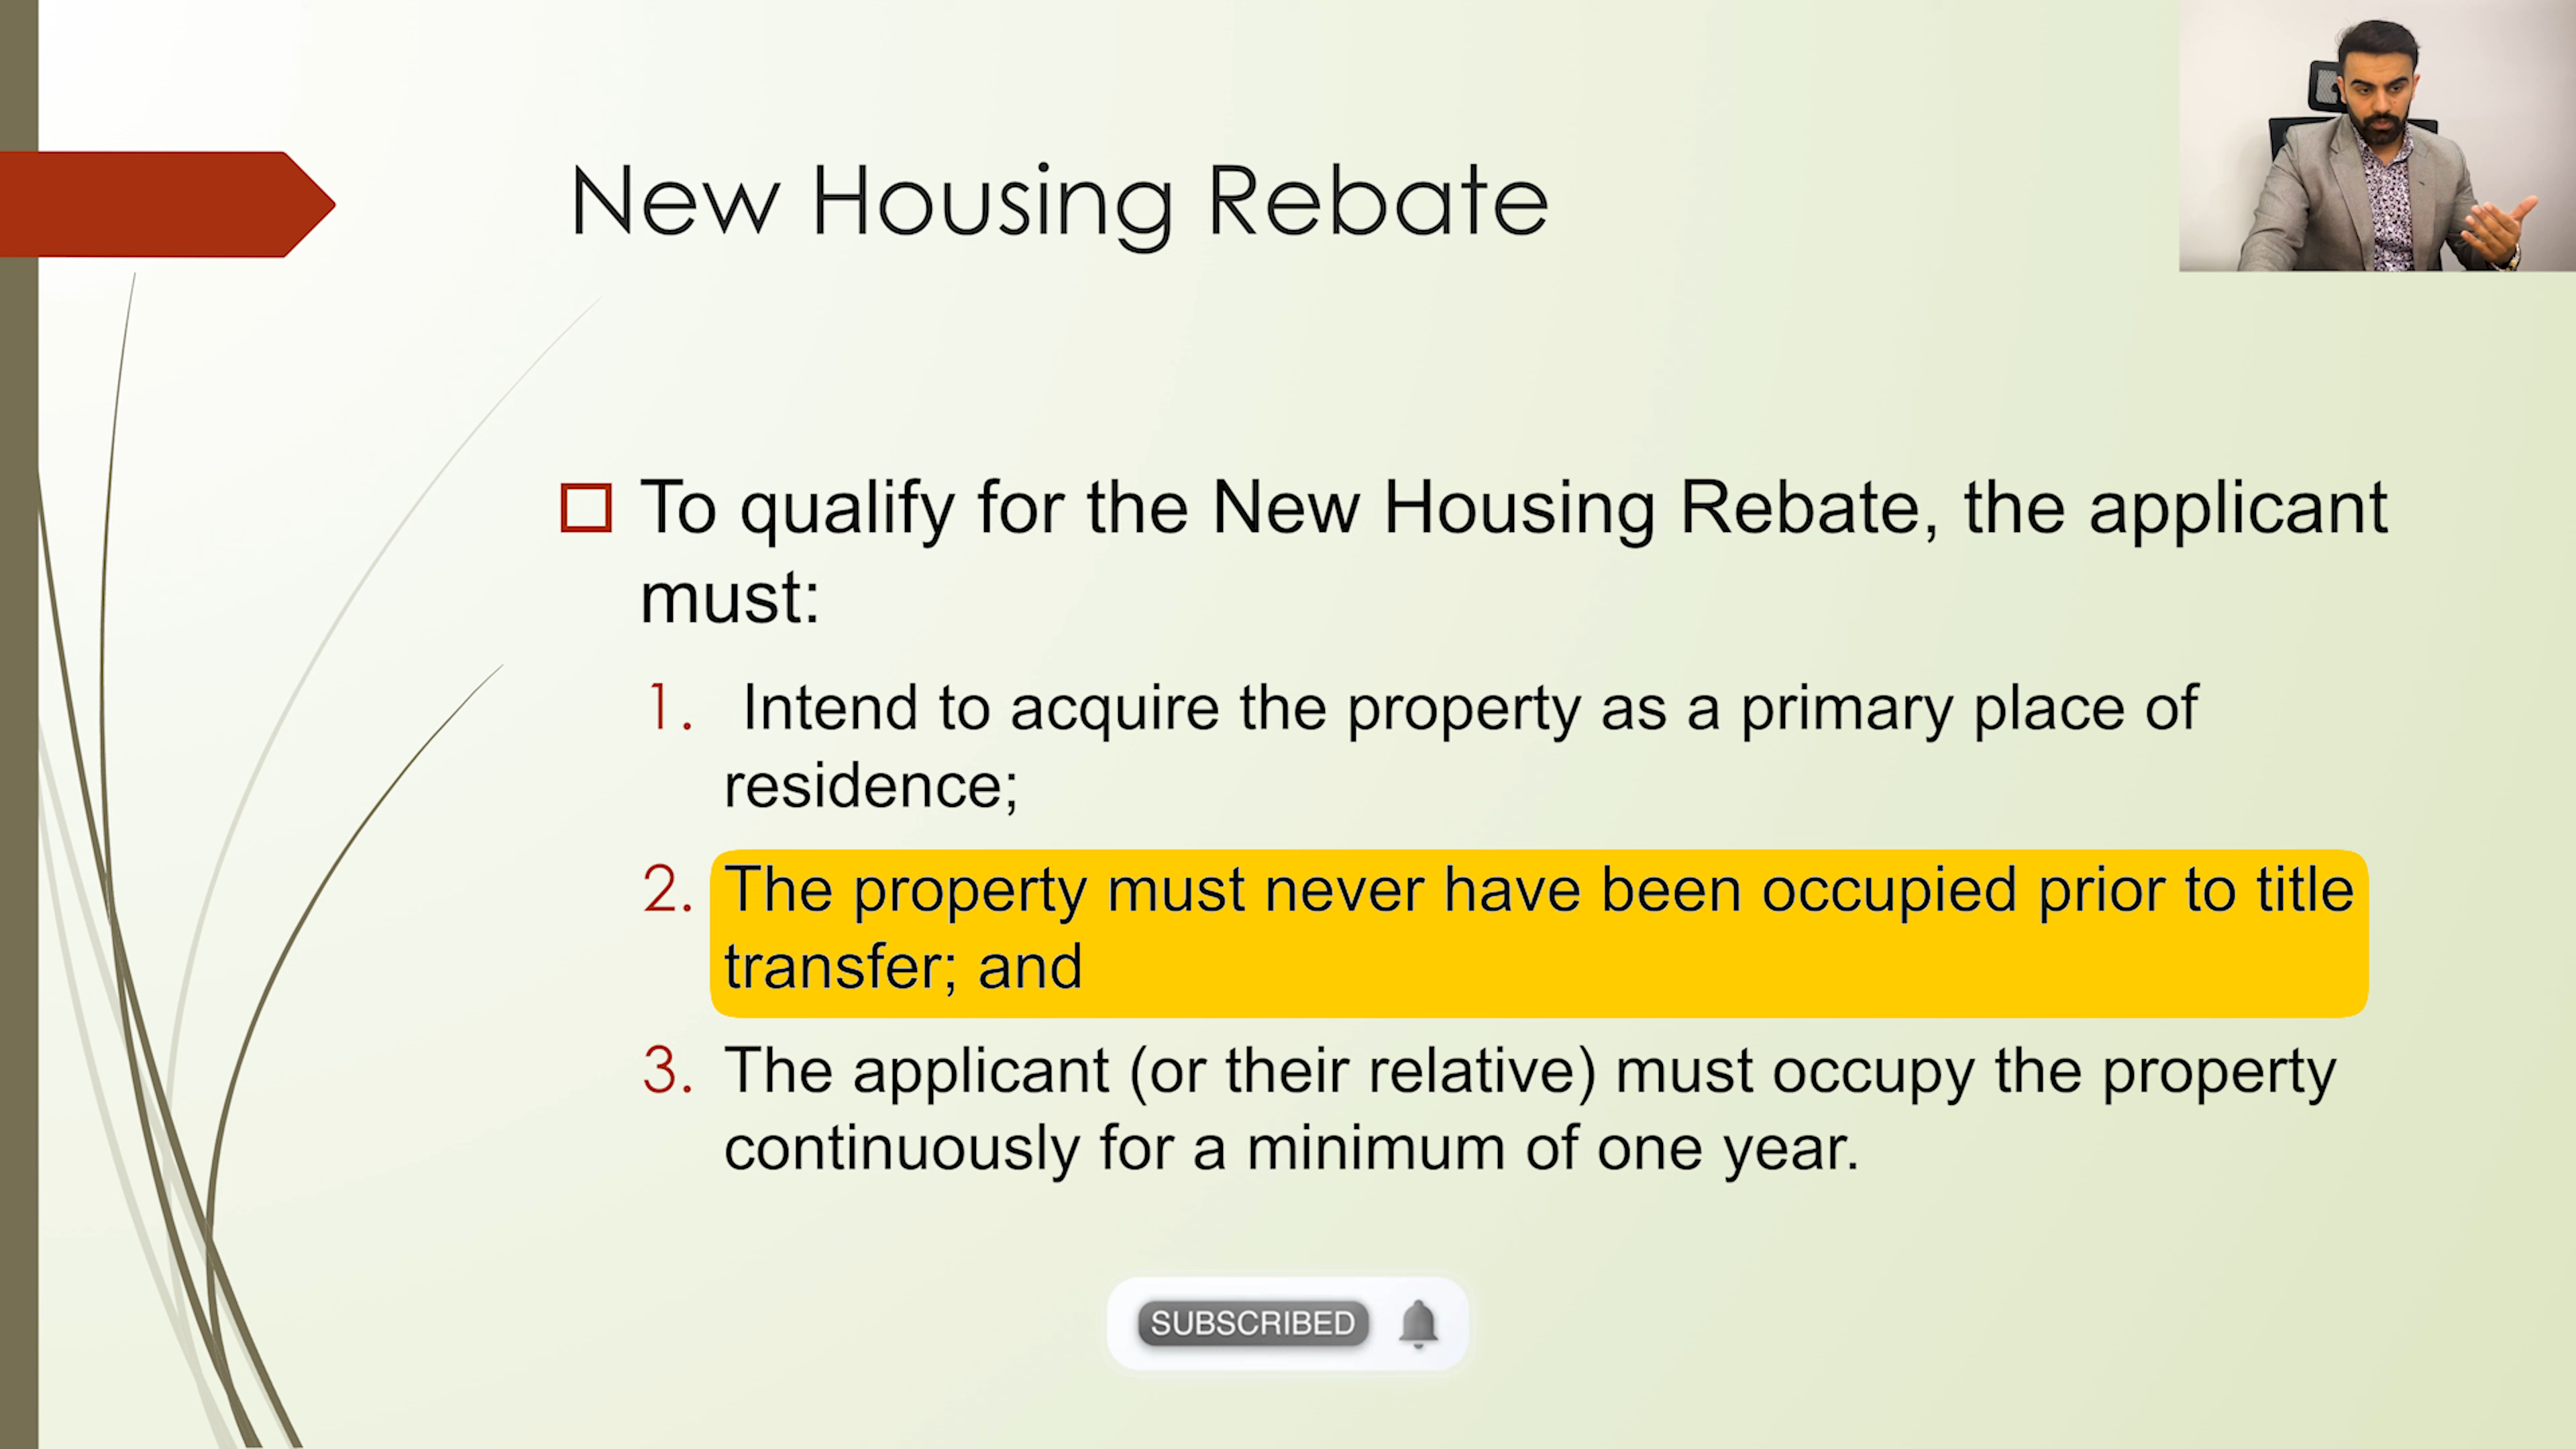 New Housing Rebate
To qualify for the New Housing Rebate, the applicant
must:
1. Intend to acquire the property as a primary place of
residence;
2. The property must never have been occupied prior to title
transfer; and
3. The applicant (or their relative) must occupy the property
continuously for a minimum of one year.
SUBSCRIBED